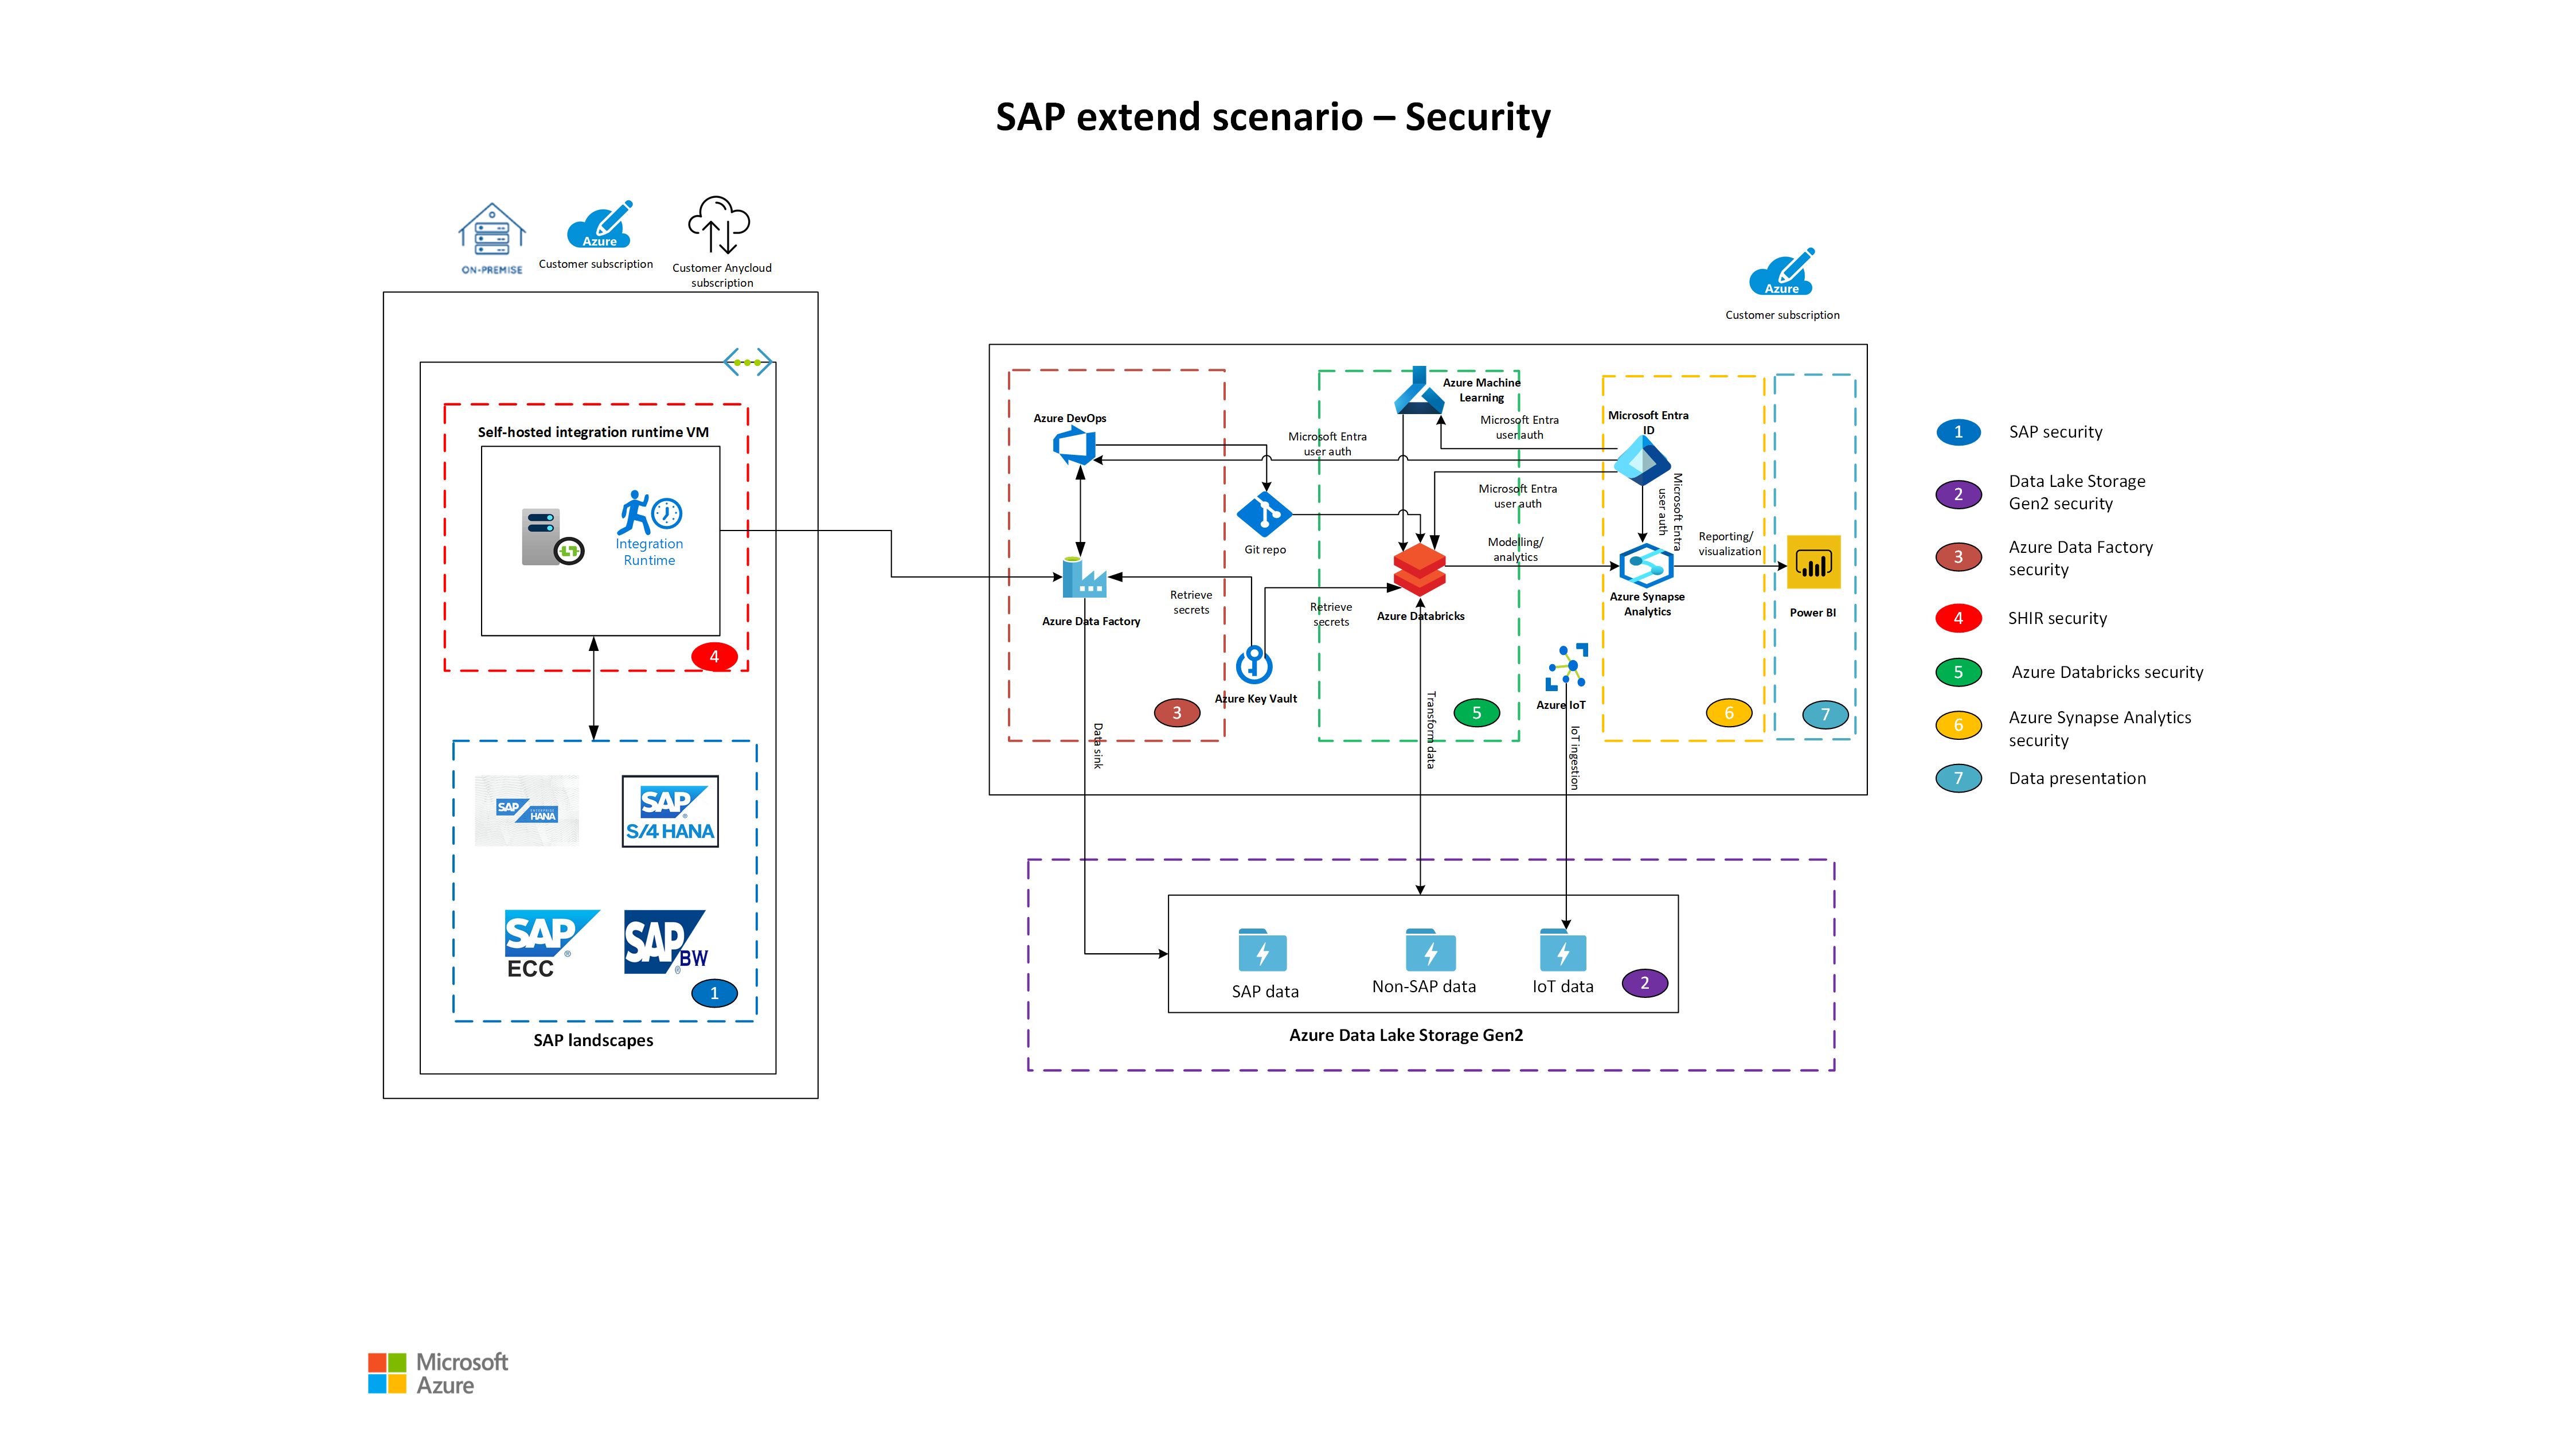 SAP extend scenario – Security
ON-PREMISE
Azure
Customer subscription
Customer Anycloud
subscription
Azure
Customer subscription
Self-hosted integration runtime VM
Integration
Runtime
4
SAP
HANA
SAP
®
S/4 HANA
SAP
®
ECC
SAP
®
BW
1
SAP landscapes
Azure DevOps
Azure Data Factory
Retrieve
secrets
Data sink
3
Microsoft Entra
user auth
Git repo
Azure Key Vault
Retrieve
secrets
Azure Machine
Learning
Microsoft Entra
user auth
Microsoft Entra
user auth
Modelling/
analytics
Azure Databricks
Transform data
5
Azure IoT
IoT ingestion
Microsoft Entra
ID
Microsoft Entra
user auth
Azure Synapse
Analytics
6
Reporting/
visualization
Power BI
7
SAP data
Non-SAP data
IoT data
2
Azure Data Lake Storage Gen2
1 SAP security
2 Data Lake Storage
Gen2 security
3 Azure Data Factory
security
4 SHIR security
5 Azure Databricks security
6 Azure Synapse Analytics
security
7 Data presentation
Microsoft
Azure